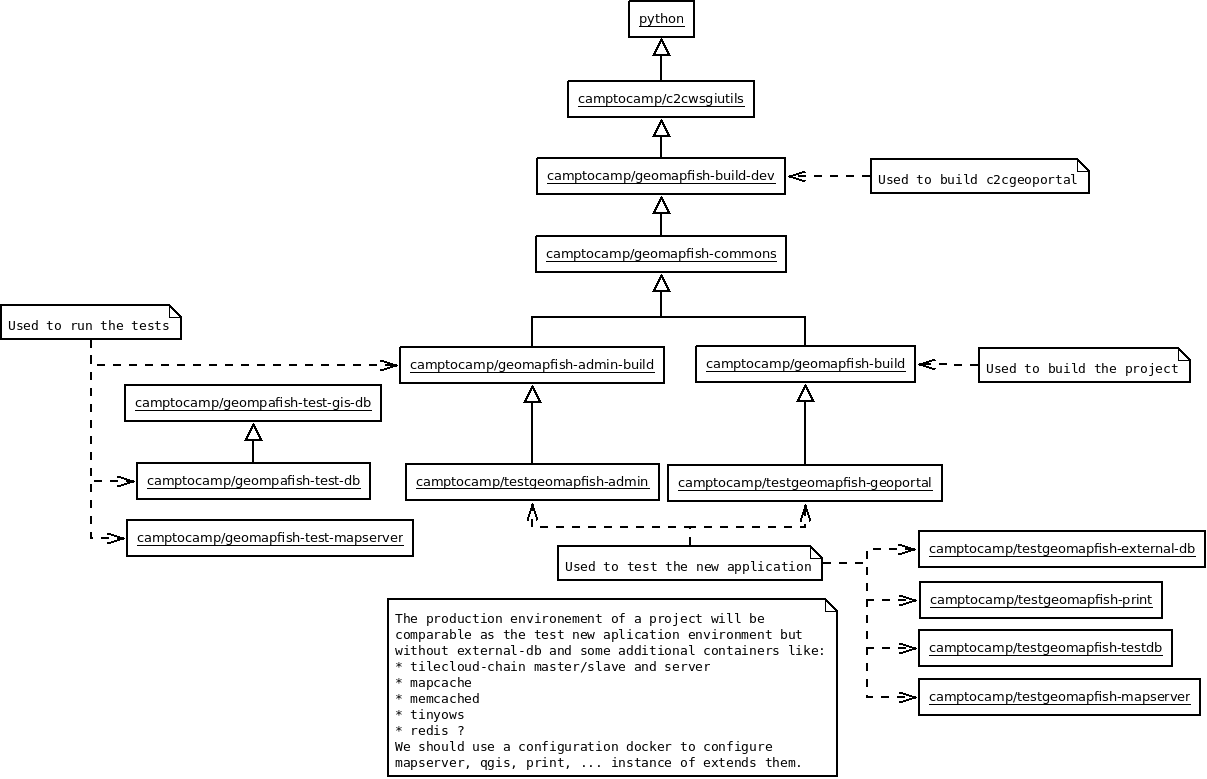 python
camptocamp/c2cwsgiutils
camptocamp/geomapfish-build-dev
Used to build c2cgeoportal
camptocamp/geomapfish-commons
Used to run the tests
camptocamp/geomapfish-admin-build
camptocamp/geomapfish-build
Used to build the project
camptocamp/geompafish-test-gis-db
camptocamp/geompafish-test-db
camptocamp/testgeomapfish-admin
camptocamp/testgeomapfish-geoportal
camptocamp/geomapfish-test-mapserver
Used to test the new application
camptocamp/testgeomapfish-external-db
camptocamp/testgeomapfish-print
camptocamp/testgeomapfish-testdb
camptocamp/testgeomapfish-mapserver
The production environement of a project will be
comparable as the test new aplication environment but
without external-db and some additional containers like:
* tilecloud-chain master/slave and server
* mapcache
* memcached
* tinyows
* redis ?
We should use a configuration docker to configure
mapserver, qgis, print, ... instance of extends them.